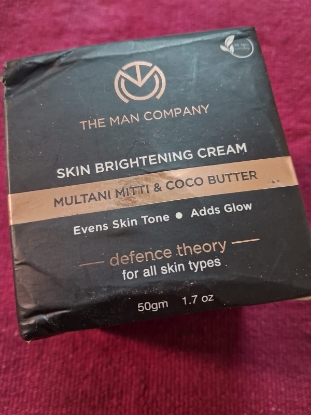 THE MAN COMPANY
SKIN BRIGHTENING CREAM
MULTANI MITTI & COCO BUTTER
Evens Skin Tone ● Adds Glow
defence theory
for all skin types
50gm 1.7 oz